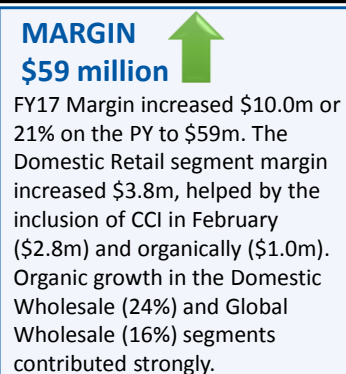 MARGIN
$59 million
FY17 Margin increased $10.0m or
21% on the PY to $59m. The
Domestic Retail segment margin
increased $3.8m, helped by the
inclusion of CCI in February
($2.8m) and organically ($1.0m).
Organic growth in the Domestic
Wholesale (24%) and Global
Wholesale (16%) segments
contributed strongly.